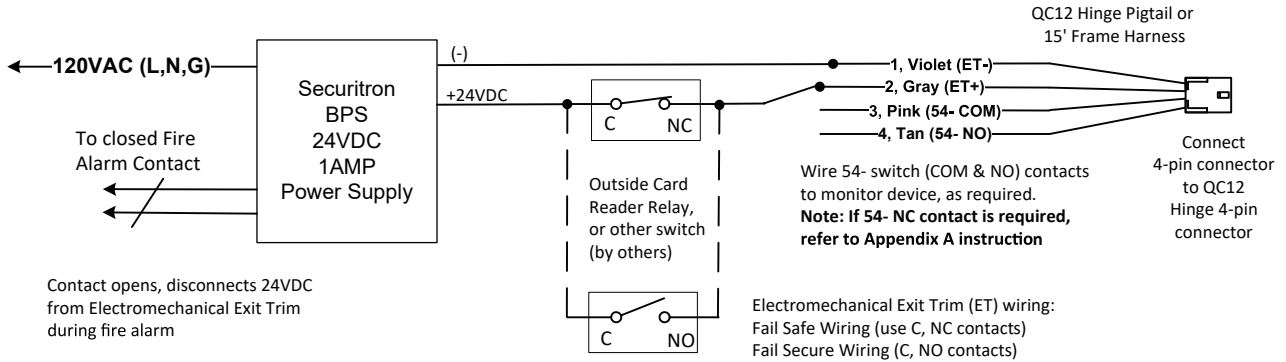 QC12 Hinge Pigtail or
15' Frame Harness
120VAC (L,N,G)
Securitron
BPS
24VDC
1AMP
Power Supply
(-)
+24VDC
C
NC
1, Violet (ET-)
2, Gray (ET+)
3, Pink (54- COM)
4, Tan (54- NO)
To closed Fire
Alarm Contact
Connect
4-pin connector
to QC12
Hinge 4-pin
connector
Outside Card
Reader Relay,
or other switch
(by others)
Wire 54- switch (COM & NO) contacts
to monitor device, as required.
Note: If 54- NC contact is required,
refer to Appendix A instruction
Contact opens, disconnects 24VDC
from Electromechanical Exit Trim
during fire alarm
C
NO
Electromechanical Exit Trim (ET) wiring:
Fail Safe Wiring (use C, NC contacts)
Fail Secure Wiring (C, NO contacts)